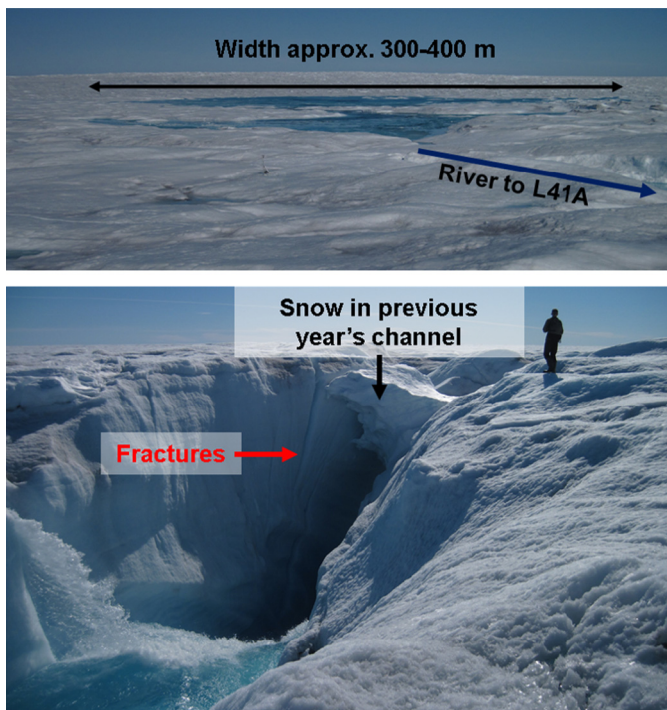 Width approx. 300-400 m
River to L41A
Snow in previous
year's channel
Fractures